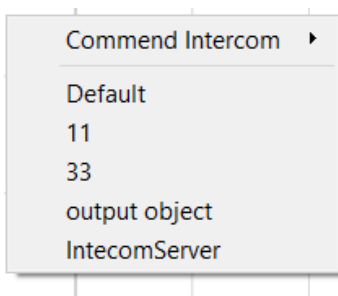 Commend Intercom
Default
11
33
output object
IntecomServer